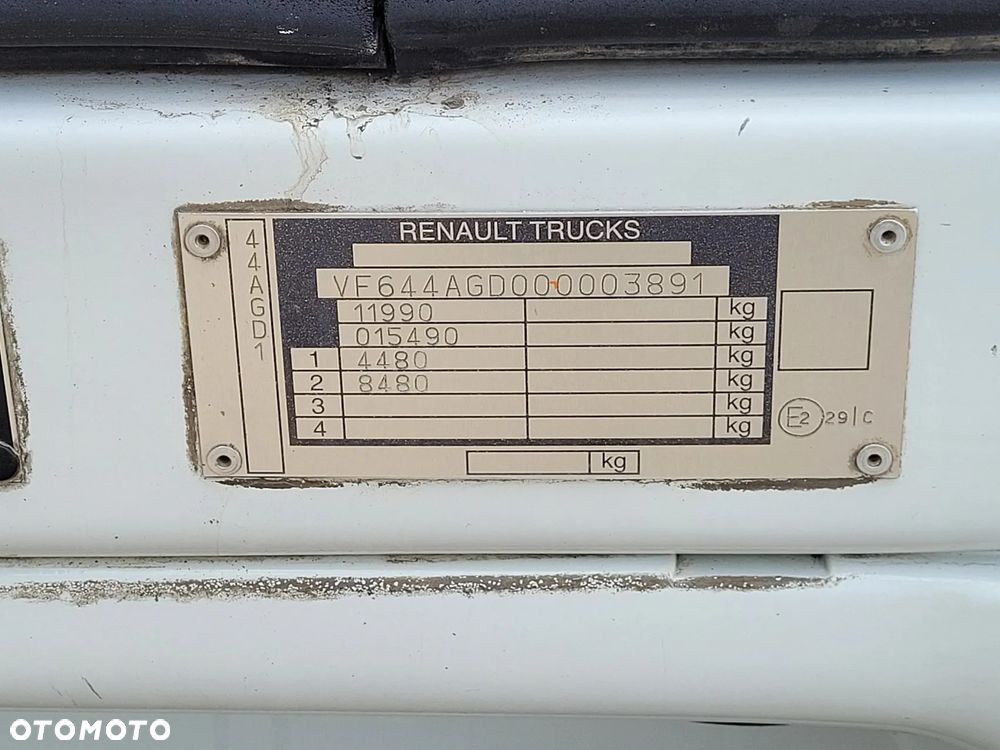 44AGD1
RENAULT TRUCKS
VF644AGD000003891
11990 kg
015490 kg
1 4480 kg
2 8480 kg
3 kg
4 kg
kg
E2 29 | C
OTOMOTO